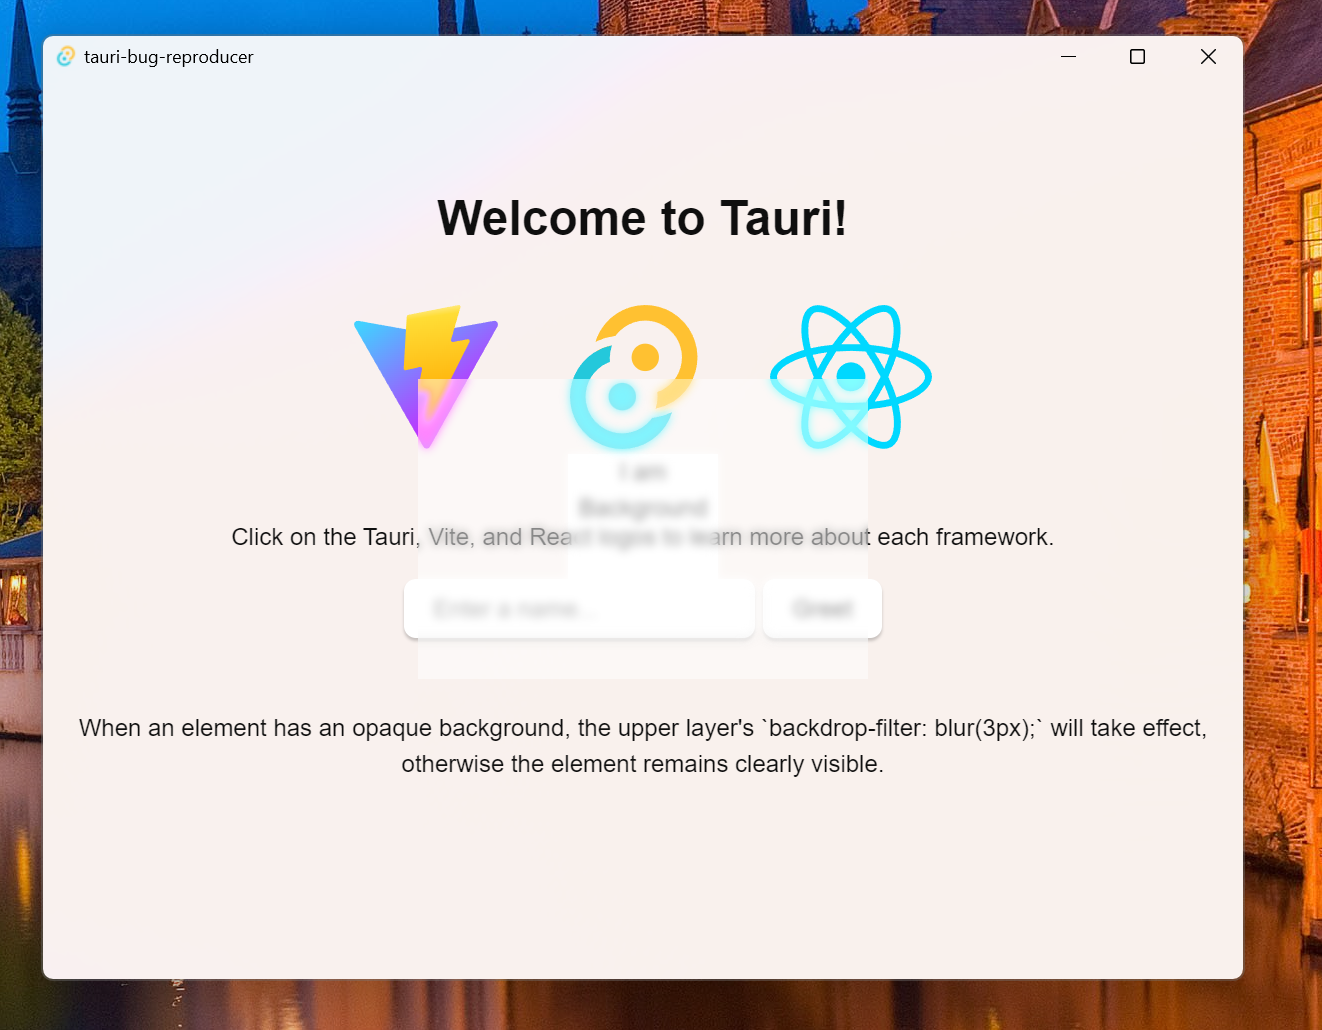 tauri-bug-reproducer
Welcome to Tauri!
I am
Background
Click on the Tauri, Vite, and React logos to learn more about each framework.
Enter a name...
Greet
When an element has an opaque background, the upper layer's `backdrop-filter: blur(3px);` will take effect,
otherwise the element remains clearly visible.